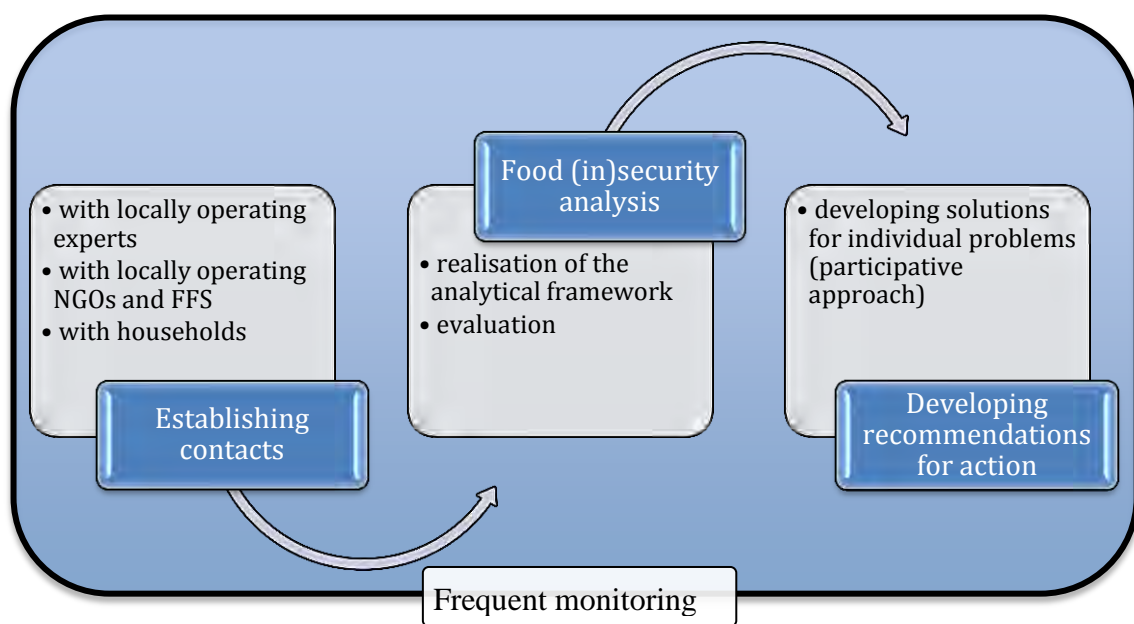 • with locally operating
experts
• with locally operating
NGOs and FFS
• with households
Establishing
contacts
Food (in)security
analysis
• realisation of the
analytical framework
• evaluation
• developing solutions
for individual problems
(participative
approach)
Developing
recommendations
for action
Frequent monitoring